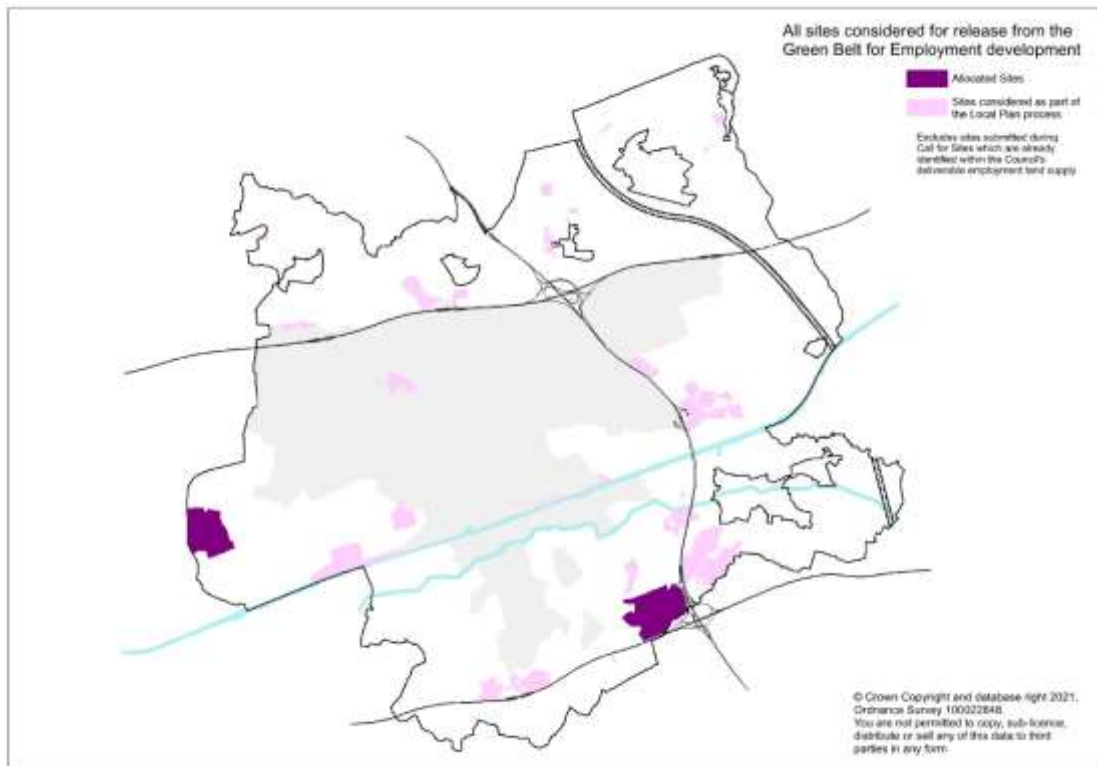 All sites considered for release from the
Green Belt for Employment development
Allocated Sites
Sites considered as part of
the Local Plan process
Excludes sites submitted during
Call for Sites which are already
identified within the Council's
deliverable employment land supply
© Crown Copyright and database right 2021.
Ordnance Survey 100022848.
You are not permitted to copy, sub-licence,
distribute or sell any of this data to third
parties in any form